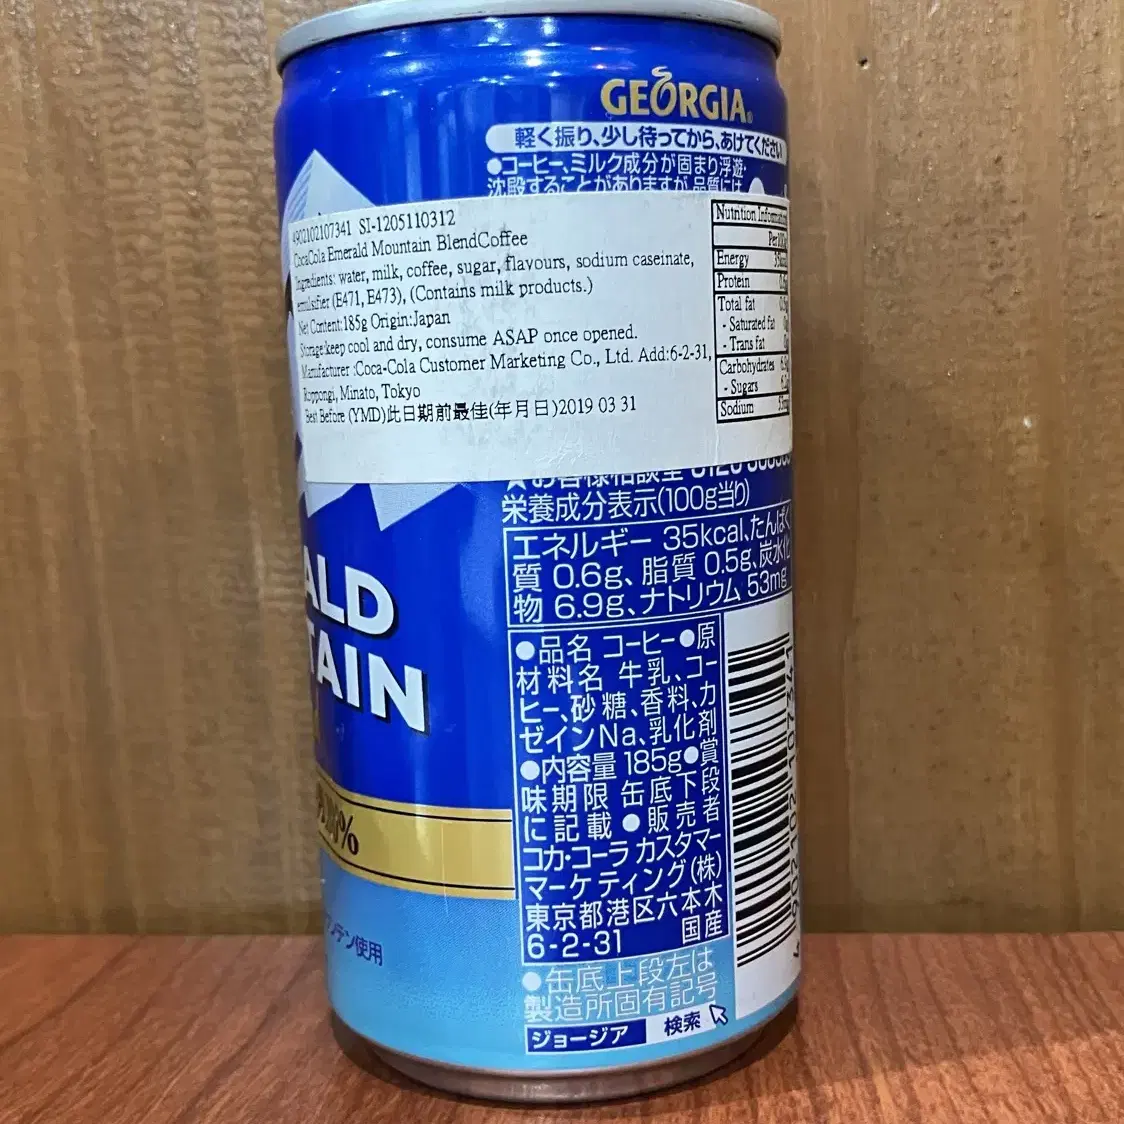 GEORGIA®
軽く振り、少し待ってから、あけてください
●コーヒー、ミルク成分が固まり浮遊・
沈殿することがありますが、品質には
4902102107341 SI-1205110312
CocaCola Emerald Mountain BlendCoffee
Ingredients: water, milk, coffee, sugar, flavours, sodium caseinate,
emulsifier (E471, E473), (Contains milk products.)
Net Content:185g Origin:Japan
Storage:keep cool and dry, consume ASAP once opened.
Manufacturer :Coca-Cola Customer Marketing Co., Ltd. Add:6-2-31,
Roppongi, Minato, Tokyo
Best Before (YMD)此日期前最佳(年月日)2019 03 31
Nutrition Information
Per100g
Energy
Protein
Total fat
- Saturated fat
- Trans fat
Carbohydrates
- Sugars
Sodium
★お客様相談室 0120
栄養成分表示(100g当り)
エネルギー 35kcal、たんぱく
質 0.6g、脂質 0.5g、炭水化
物 6.9g、ナトリウム 53mg
●品名 コーヒー●原
材料名 牛乳、コー
ヒー、砂糖、香料、カ
ゼインNa、乳化剤
●内容量 185g●賞
味期限 缶底下段
に記載 ●販売者
コカ・コーラ カスタマー
マーケティング(株)
東京都港区六本木
6-2-31 国産
●缶底上段左は
製造所固有記号
ジョージア 検索
ALD
TAIN
%
使用
4902102107341